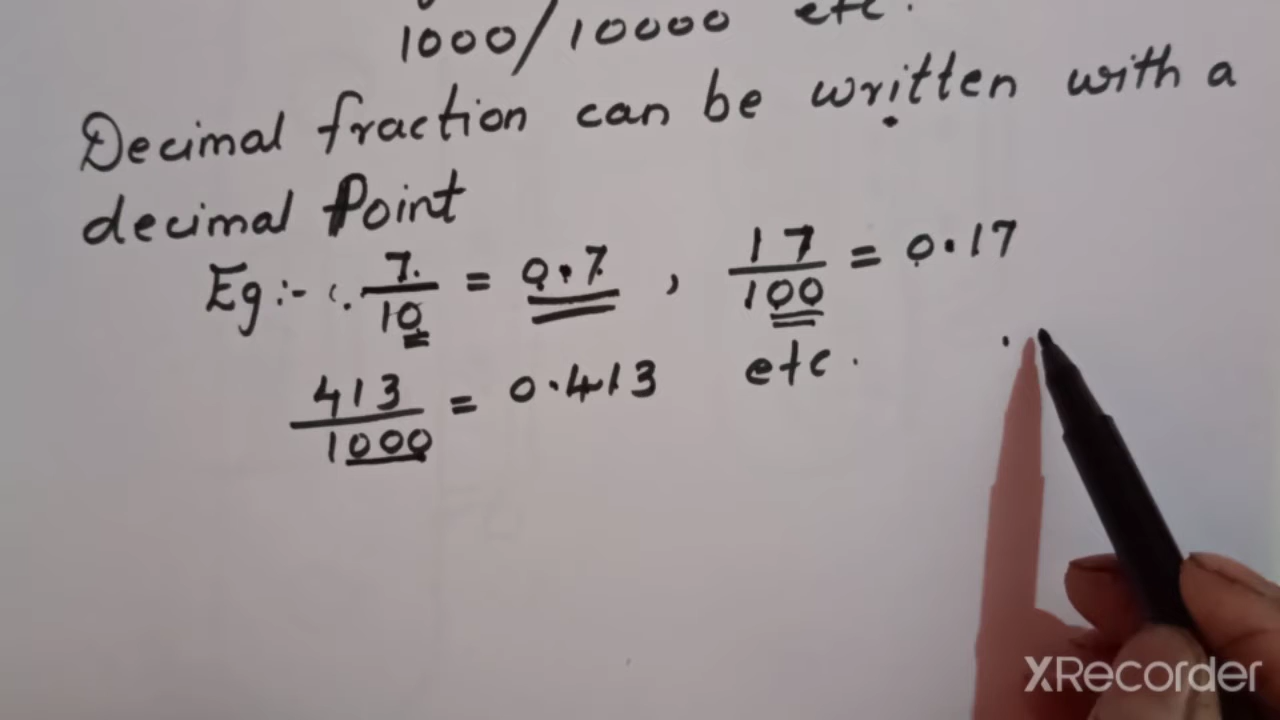 1000/10000 etc.
Decimal fraction can be written with a
decimal Point
Eg:- 7/10 = 0.7, 17/100 = 0.17
413/1000 = 0.413 etc.
XRecorder